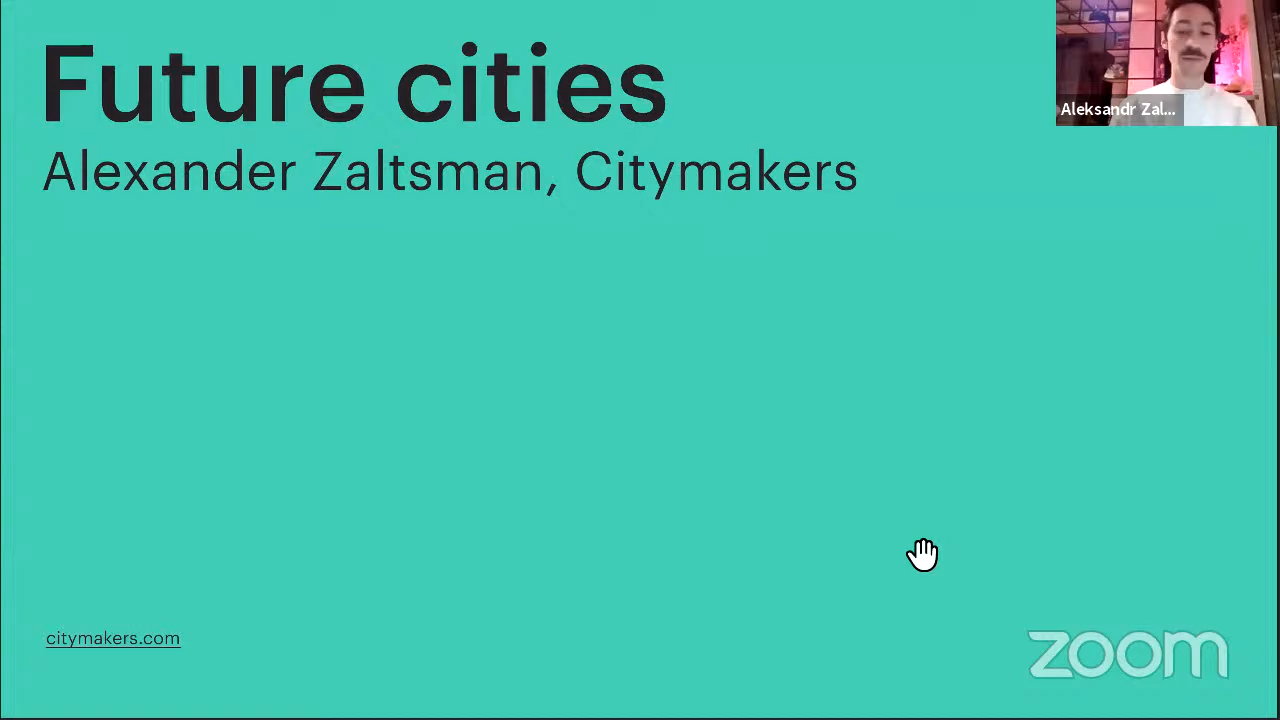 Future cities
Alexander Zaltsman, Citymakers
Aleksandr Zal...
citymakers.com
zoom